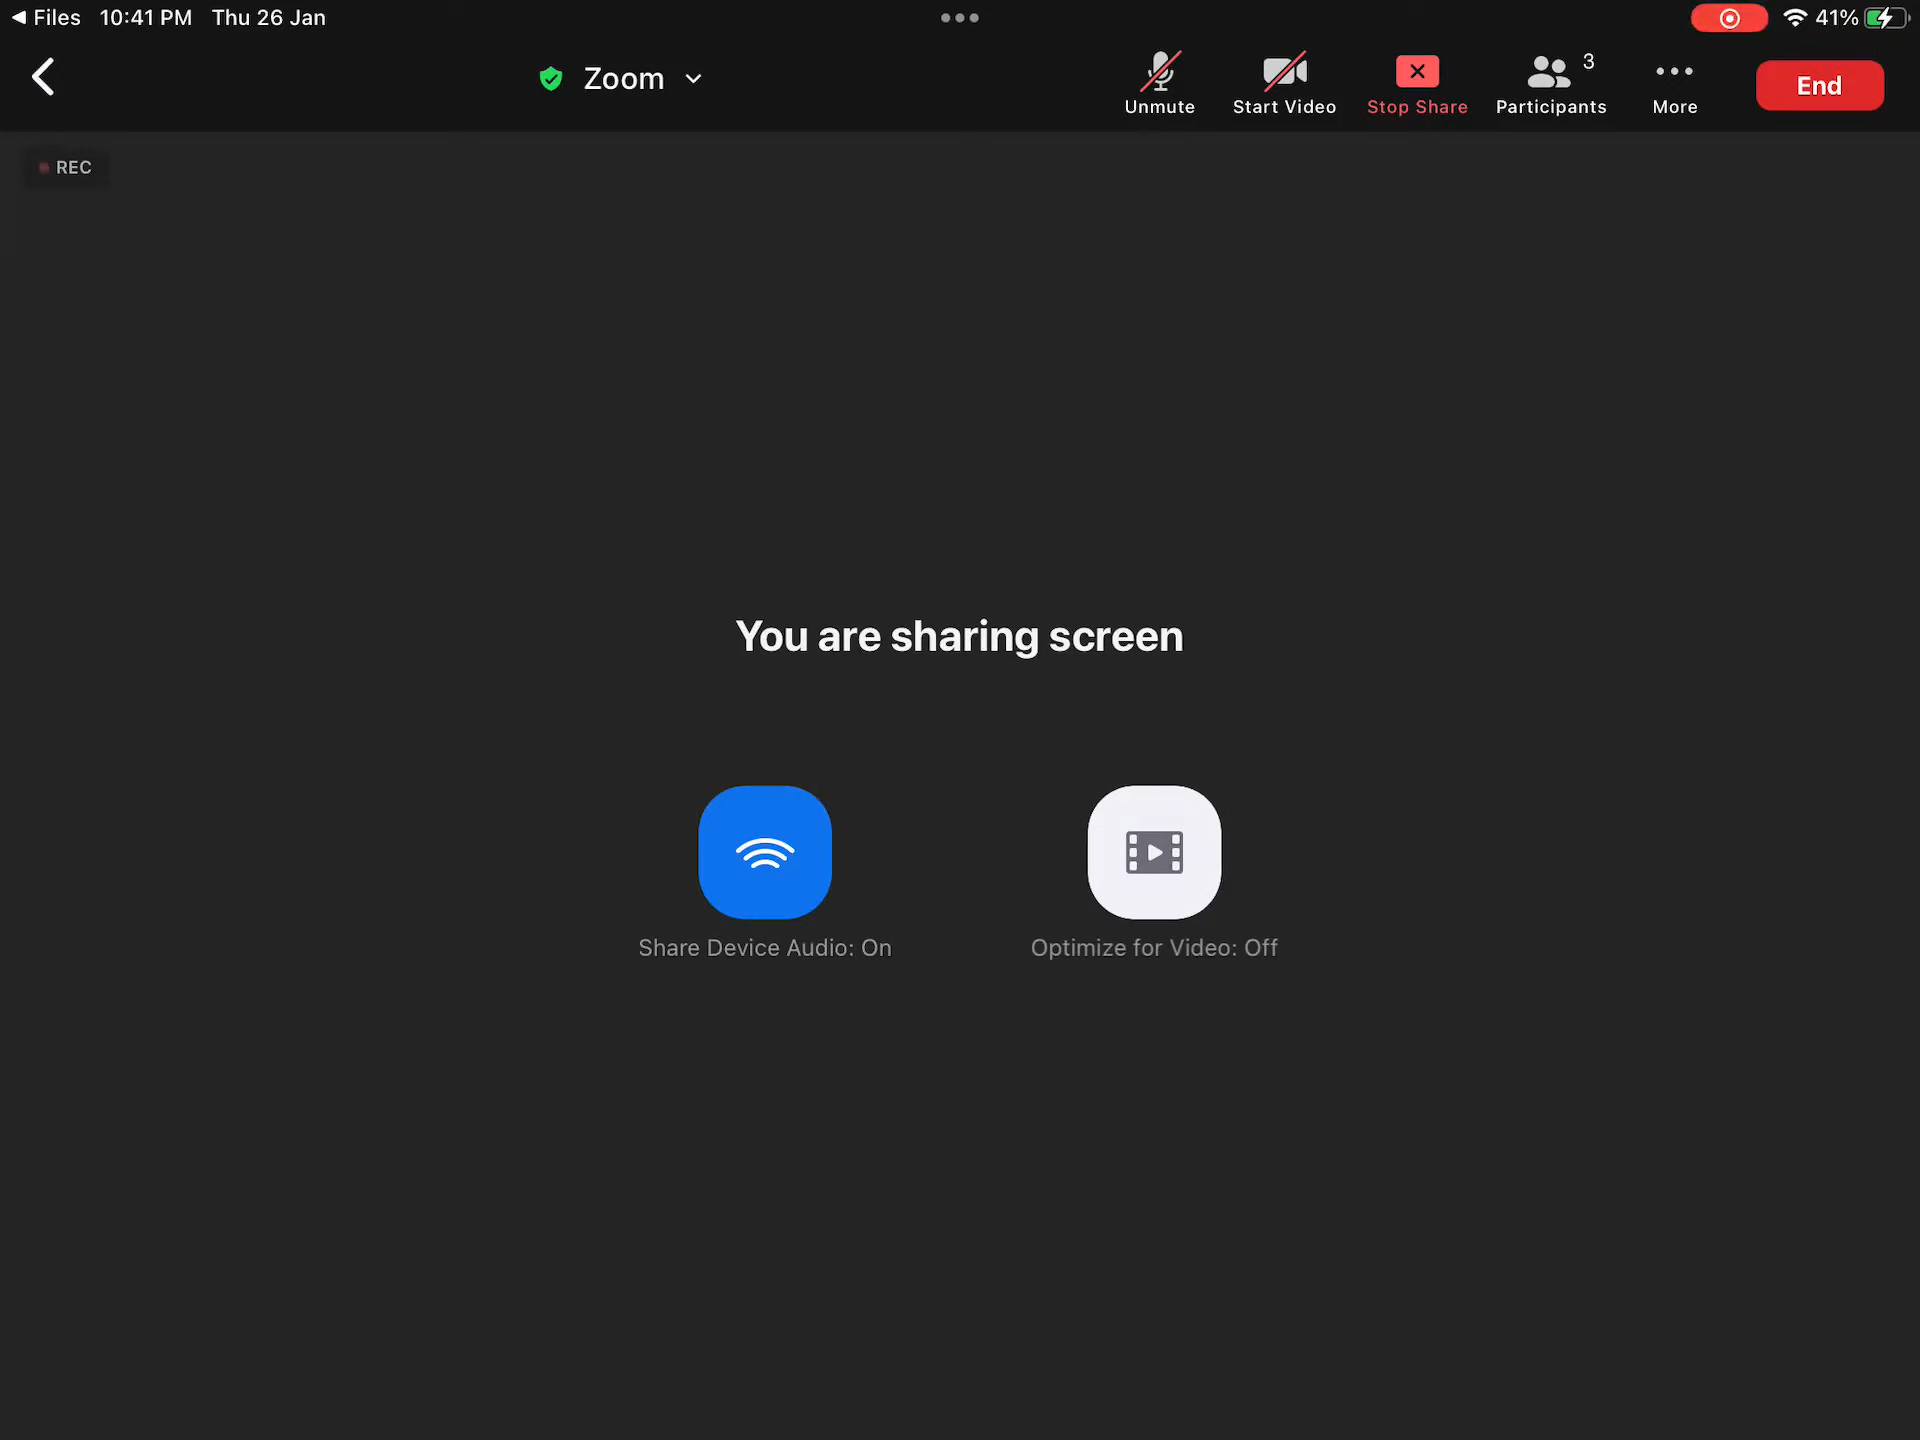 Files 10:41 PM Thu 26 Jan 41%
Zoom
Unmute Start Video Stop Share Participants 3 More End
REC
You are sharing screen
Share Device Audio: On Optimize for Video: Off